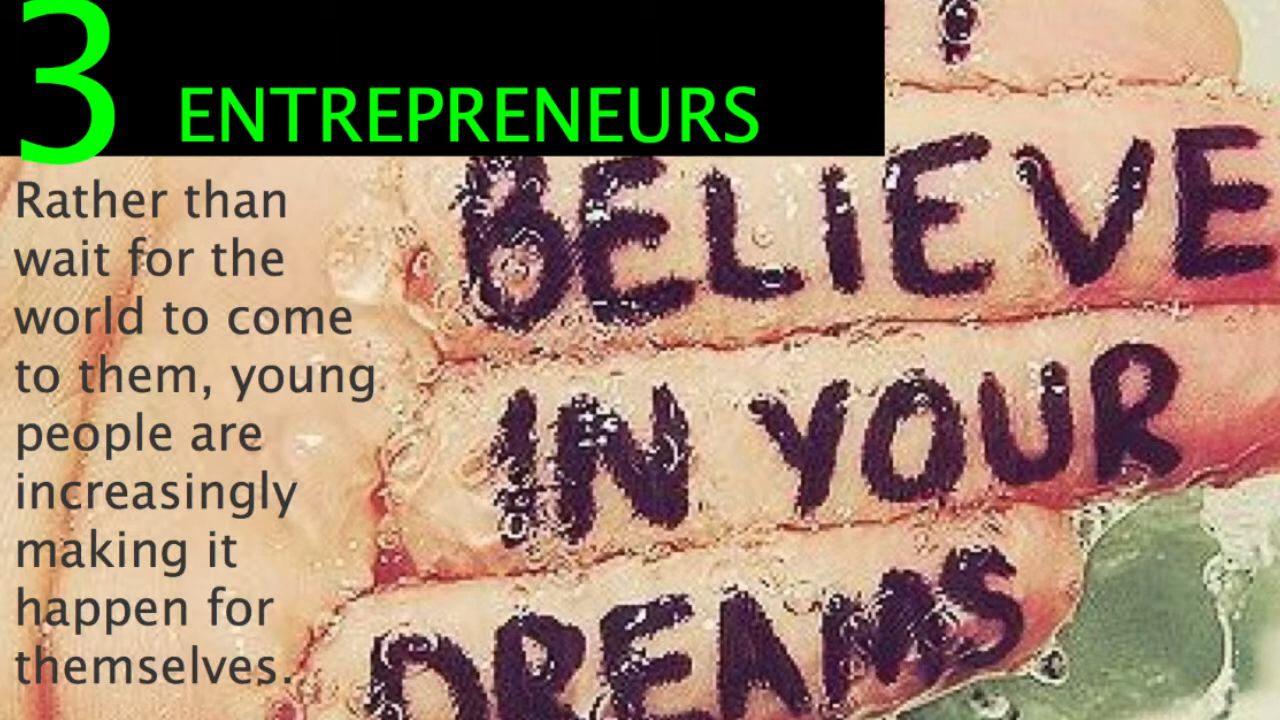 3 ENTREPRENEURS
Rather than
wait for the
world to come
to them, young
people are
increasingly
making it
happen for
themselves.
!
BELIEVE
IN YOUR
DREAMS